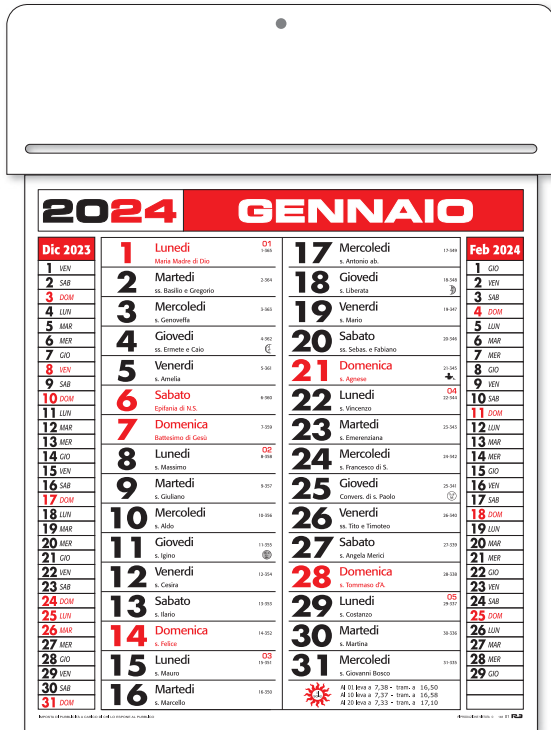 2024 GENNAIO
Dic 2023
1 VEN
2 SAB
3 DOM
4 LUN
5 MAR
6 MER
7 GIO
8 VEN
9 SAB
10 DOM
11 LUN
12 MAR
13 MER
14 GIO
15 VEN
16 SAB
17 DOM
18 LUN
19 MAR
20 MER
21 GIO
22 VEN
23 SAB
24 DOM
25 LUN
26 MAR
27 MER
28 GIO
29 VEN
30 SAB
31 DOM
1 Lunedì 01
Maria Madre di Dio 1-365
2 Martedì
ss. Basilio e Gregorio 2-364
3 Mercoledì
s. Genoveffa 3-363
4 Giovedì
ss. Ermete e Caio 4-362
5 Venerdì
s. Amelia 5-361
6 Sabato
Epifania di N.S. 6-360
7 Domenica
Battesimo di Gesù 7-359
8 Lunedì 02
s. Massimo 8-358
9 Martedì
s. Giuliano 9-357
10 Mercoledì
s. Aldo 10-356
11 Giovedì
s. Igino 11-355
12 Venerdì
s. Cesira 12-354
13 Sabato
s. Ilario 13-353
14 Domenica
s. Felice 14-352
15 Lunedì 03
s. Mauro 15-351
16 Martedì
s. Marcello 16-350
17 Mercoledì
s. Antonio ab. 17-349
18 Giovedì
s. Liberata 18-348
19 Venerdì
s. Mario 19-347
20 Sabato
ss. Sebas. e Fabiano 20-346
21 Domenica
s. Agnese 21-345
22 Lunedì 04
s. Vincenzo 22-344
23 Martedì
s. Emerenziana 23-343
24 Mercoledì
s. Francesco di S. 24-342
25 Giovedì
Convers. di s. Paolo 25-341
26 Venerdì
ss. Tito e Timoteo 26-340
27 Sabato
s. Angela Merici 27-339
28 Domenica
s. Tommaso d'A. 28-338
29 Lunedì 05
s. Costanzo 29-337
30 Martedì
s. Martina 30-336
31 Mercoledì
s. Giovanni Bosco 31-335
Al 01 leva a 7,38 - tram. a 16,50
Al 10 leva a 7,37 - tram. a 16,58
Al 20 leva a 7,33 - tram. a 17,10
Feb 2024
1 GIO
2 VEN
3 SAB
4 DOM
5 LUN
6 MAR
7 MER
8 GIO
9 VEN
10 SAB
11 DOM
12 LUN
13 MAR
14 MER
15 GIO
16 VEN
17 SAB
18 DOM
19 LUN
20 MAR
21 MER
22 GIO
23 VEN
24 SAB
25 DOM
26 LUN
27 MAR
28 MER
29 GIO